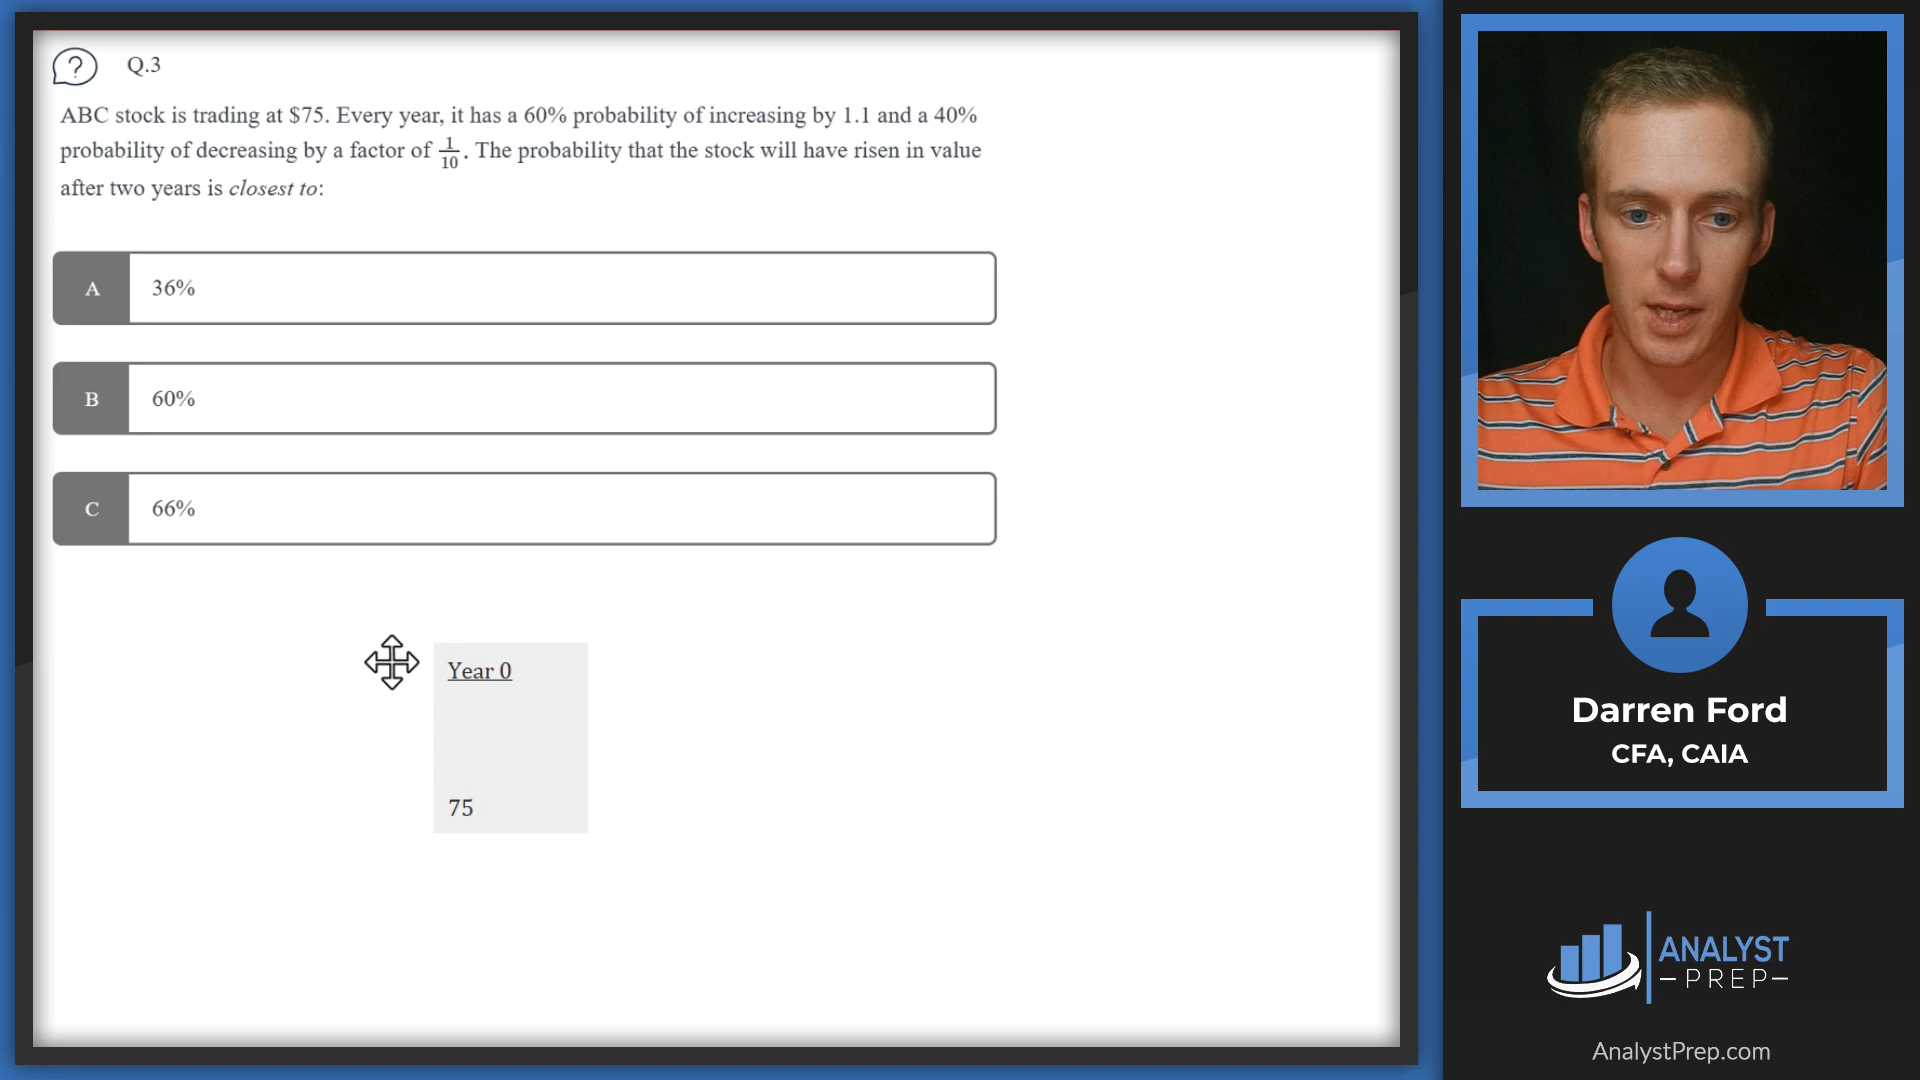 ?
Q.3
ABC stock is trading at $75. Every year, it has a 60% probability of increasing by 1.1 and a 40%
probability of decreasing by a factor of 1/10. The probability that the stock will have risen in value
after two years is closest to:
A 36%
B 60%
C 66%
Year 0
75
Darren Ford
CFA, CAIA
ANALYST
PREP
AnalystPrep.com